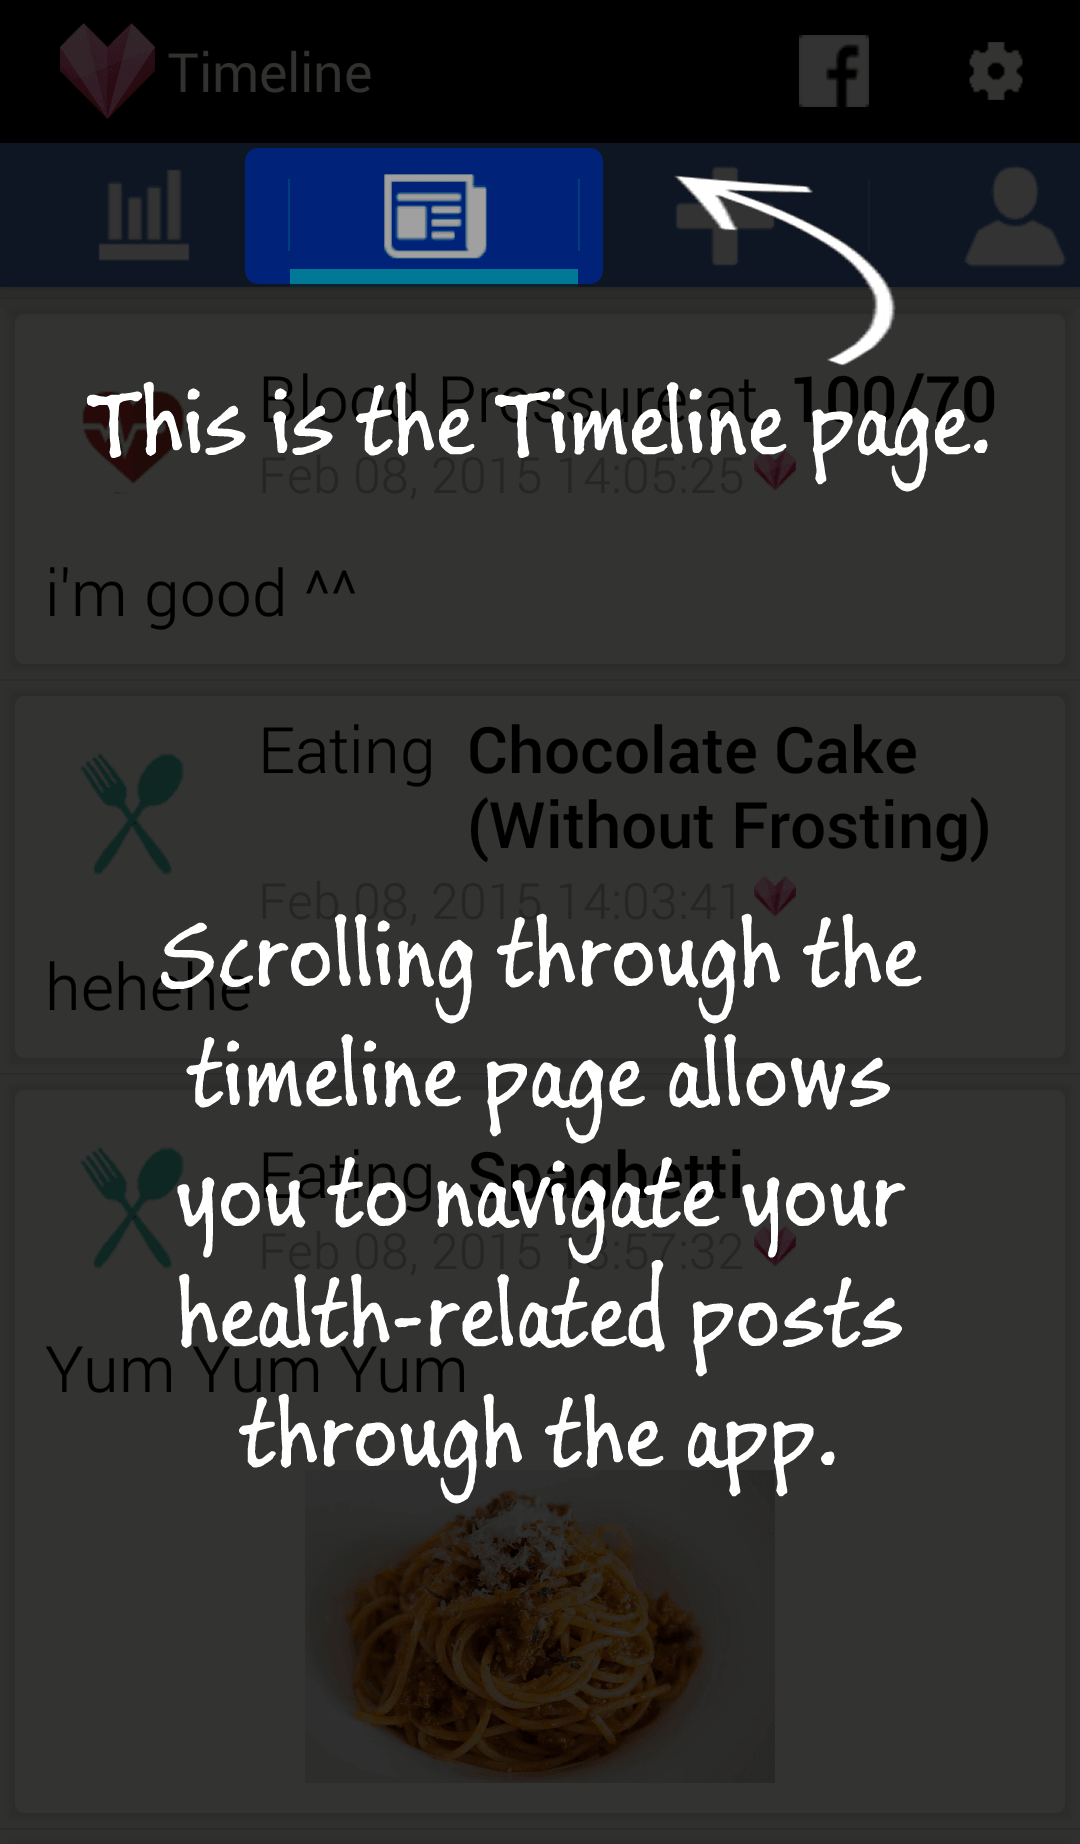 Timeline
Blood Pressure at 100/70
This is the Timeline page.
Feb 08, 2015 14:05:25
i'm good ^^
Eating Chocolate Cake
(Without Frosting)
Feb 08, 2015 14:03:41
Scrolling through the
hehehe
timeline page allows
Eating Spaghetti
you to navigate your
Feb 08, 2015 13:57:32
health-related posts
Yum Yum Yum
through the app.